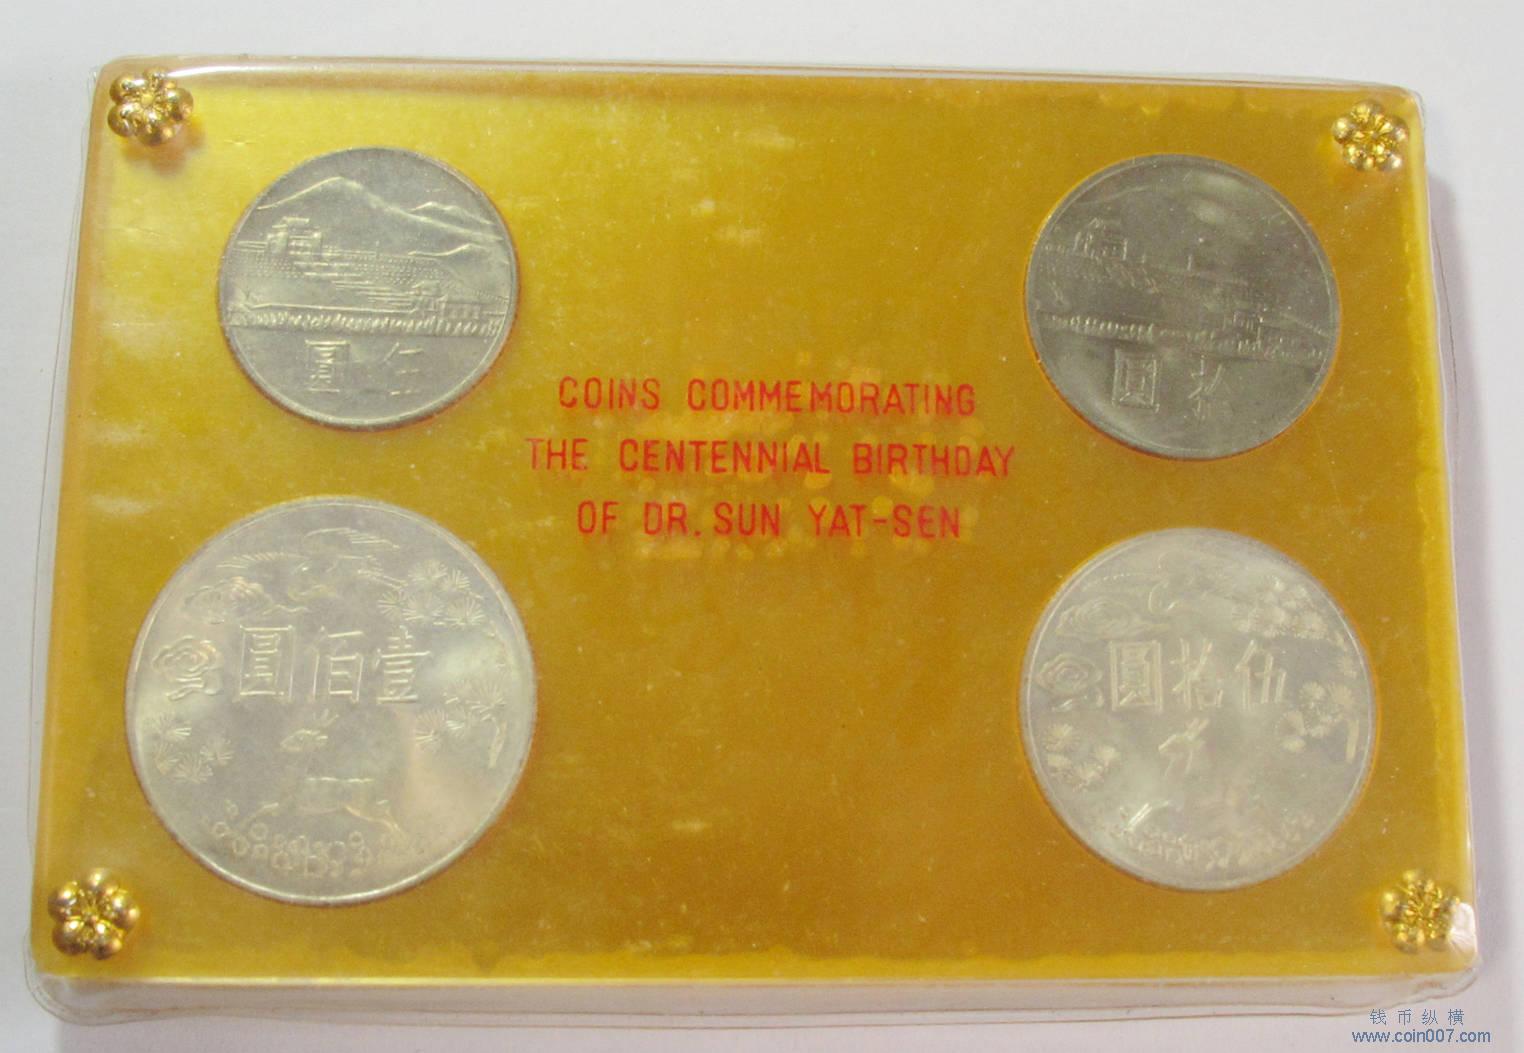 圓 伍
圓 拾
COINS COMMEMORATING
THE CENTENNIAL BIRTHDAY
OF DR. SUN YAT-SEN
圓佰壹
圓拾伍
钱币纵横
www.coin007.com